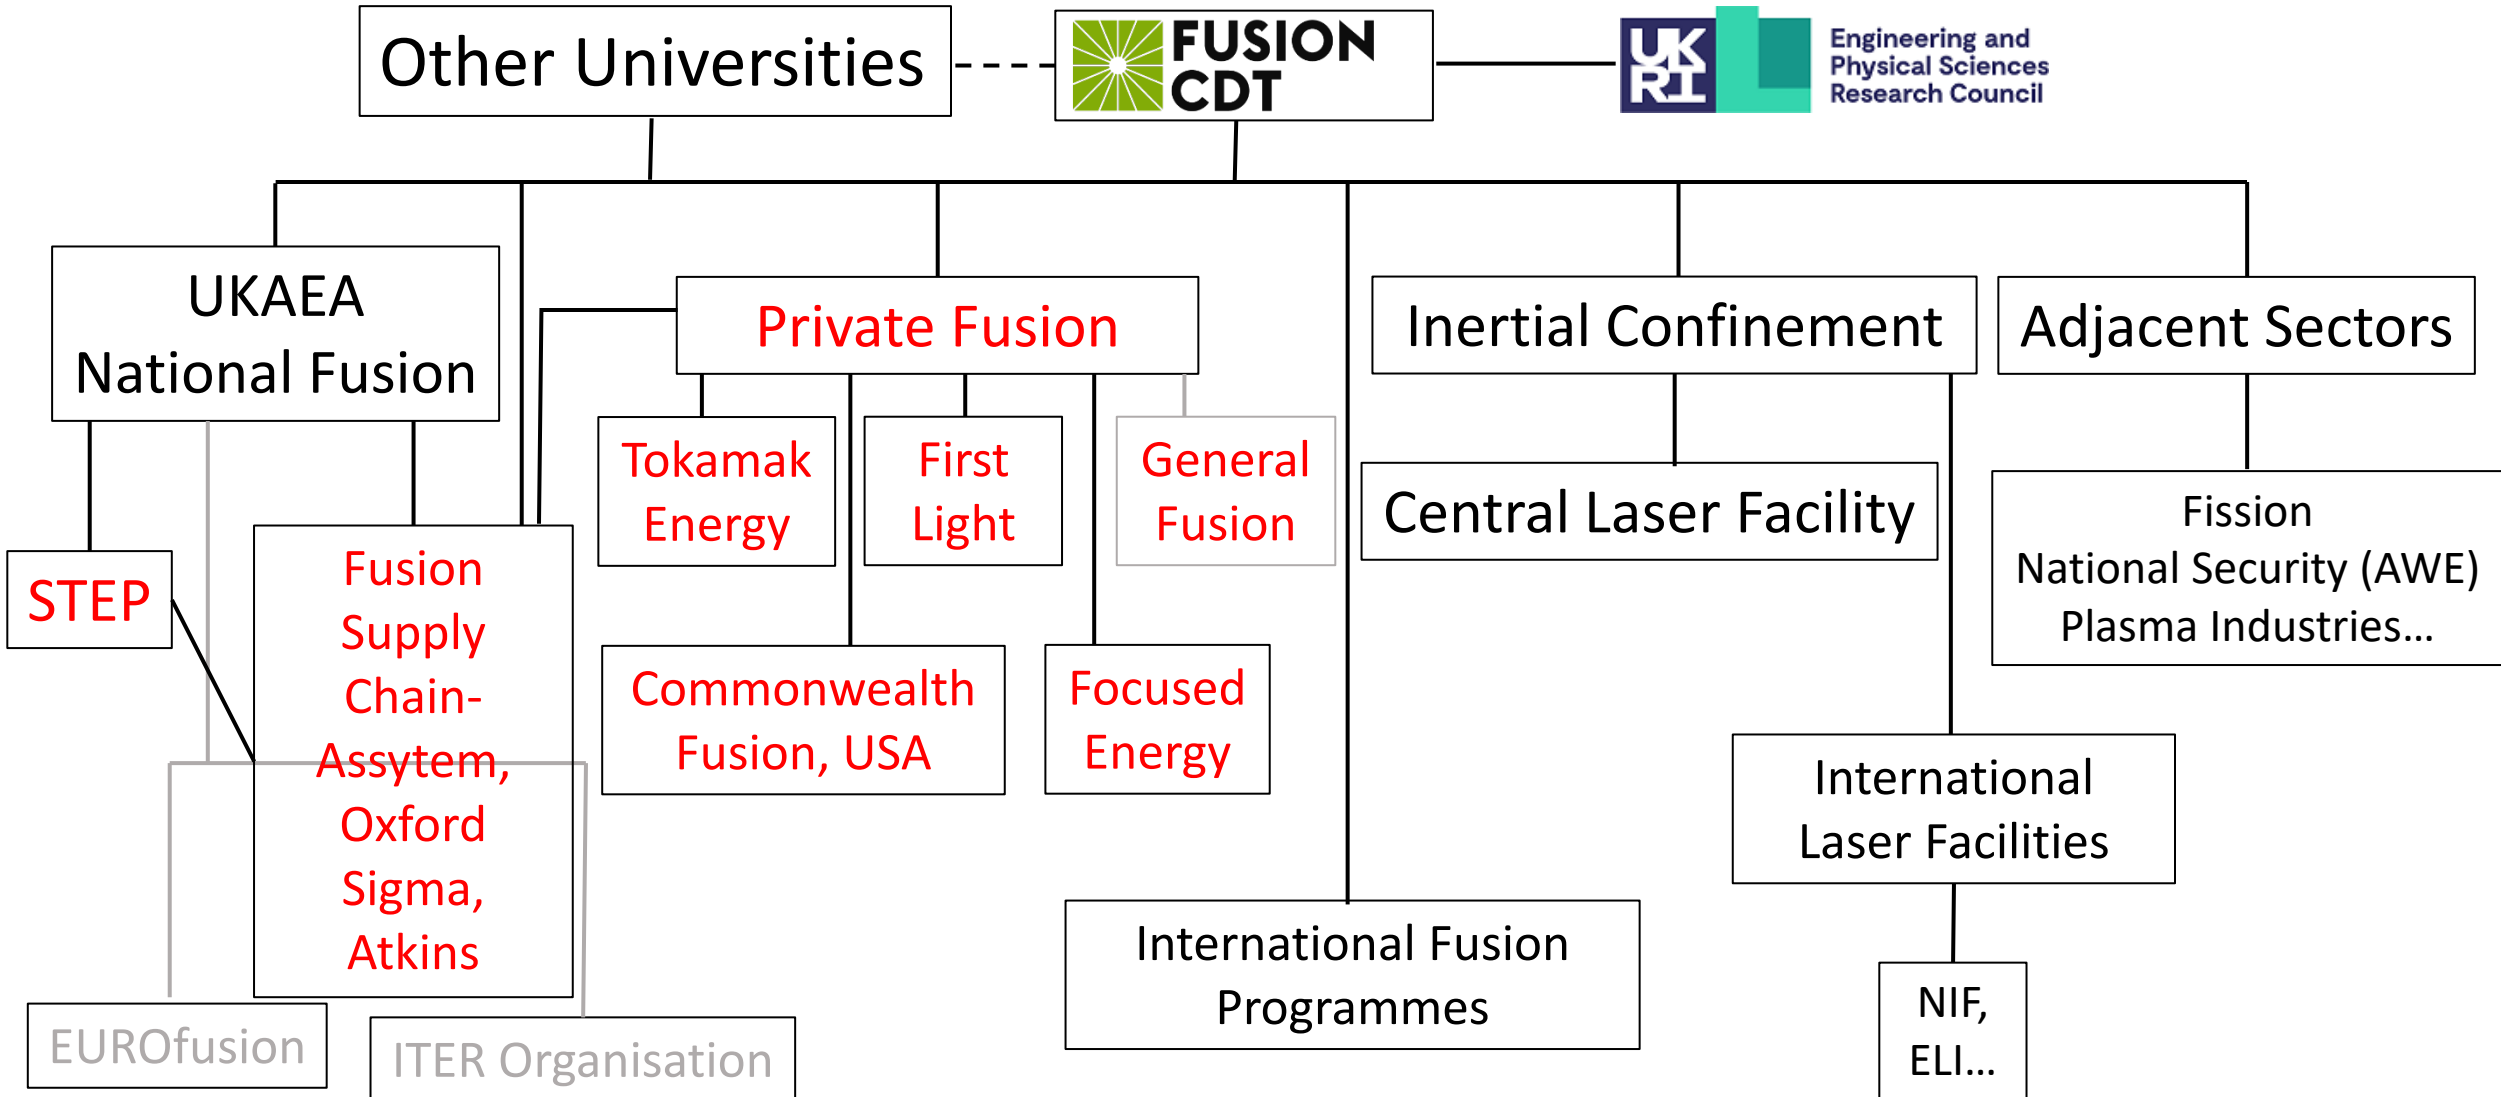 Other Universities
FUSION
CDT
UK
RI
Engineering and
Physical Sciences
Research Council
UKAEA
National Fusion
Private Fusion
Inertial Confinement
Adjacent Sectors
Tokamak
Energy
First
Light
General
Fusion
Central Laser Facility
Fission
National Security (AWE)
Plasma Industries...
STEP
Fusion
Supply
Chain-
Assytem,
Oxford
Sigma,
Atkins
Commonwealth
Fusion, USA
Focused
Energy
International
Laser Facilities
International Fusion
Programmes
NIF,
ELI...
EUROfusion
ITER Organisation